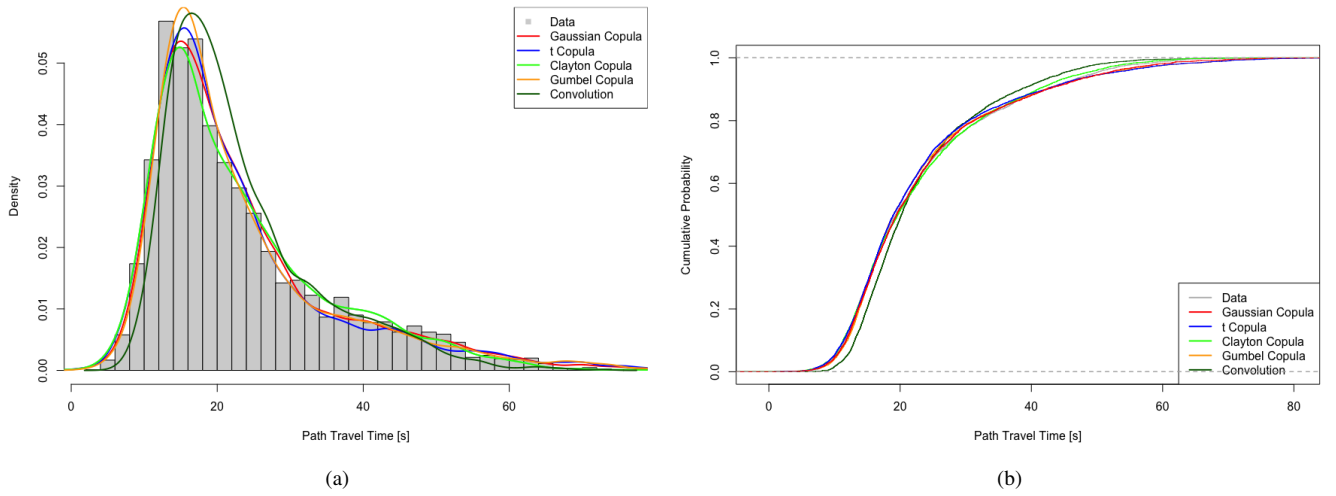 Density
0.00
0.01
0.02
0.03
0.04
0.05
0
20
40
60
Path Travel Time [s]
Data
Gaussian Copula
t Copula
Clayton Copula
Gumbel Copula
Convolution
(a)
Cumulative Probability
0.0
0.2
0.4
0.6
0.8
1.0
0
20
40
60
80
Path Travel Time [s]
Data
Gaussian Copula
t Copula
Clayton Copula
Gumbel Copula
Convolution
(b)